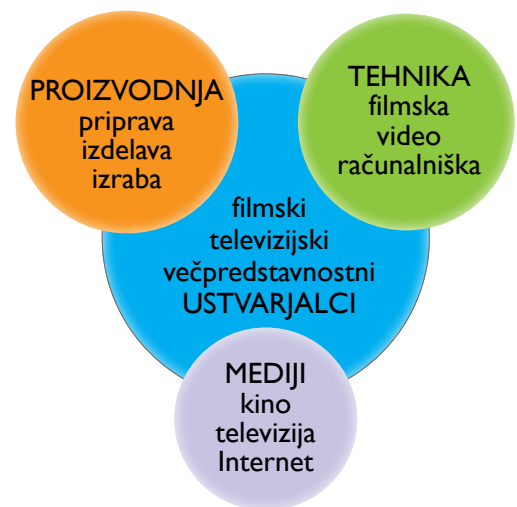 PROIZVODNJA
priprava
izdelava
izraba
TEHNIKA
filmska
video
računalniška
filmski
televizijski
večpredstavnostni
USTVARJALCI
MEDIJI
kino
televizija
Internet